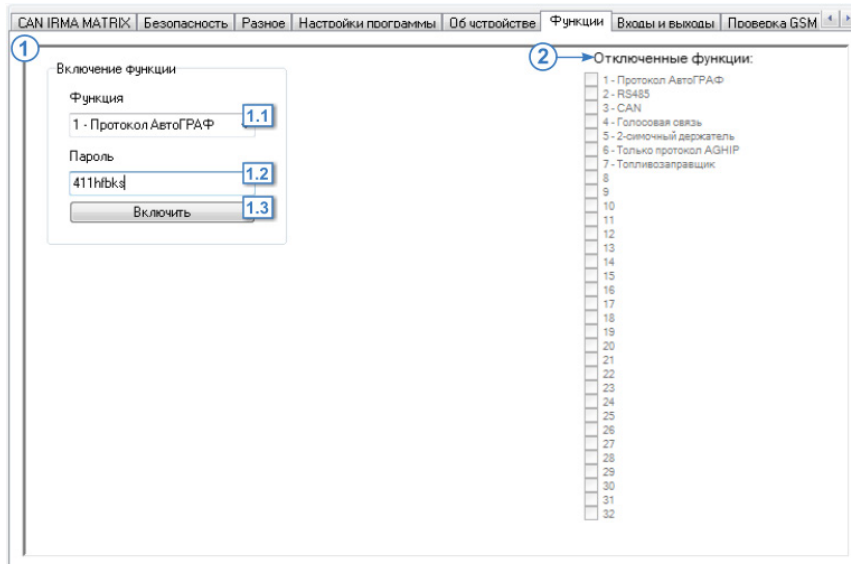 CAN IRMA MATRIX Безопасность Разное Настройки программы Об устройстве Функции Входы и выходы Проверка GSM
1
2 Отключенные функции:
Включение функции
Функция
1 - Протокол АвтоГРАФ 1.1
Пароль
411hfbks 1.2
Включить 1.3
1 - Протокол АвтоГРАФ
2 - RS485
3 - CAN
4 - Голосовая связь
5 - 2-симочный держатель
6 - Только протокол AGHIP
7 - Топливозаправщик
8
9
10
11
12
13
14
15
16
17
18
19
20
21
22
23
24
25
26
27
28
29
30
31
32